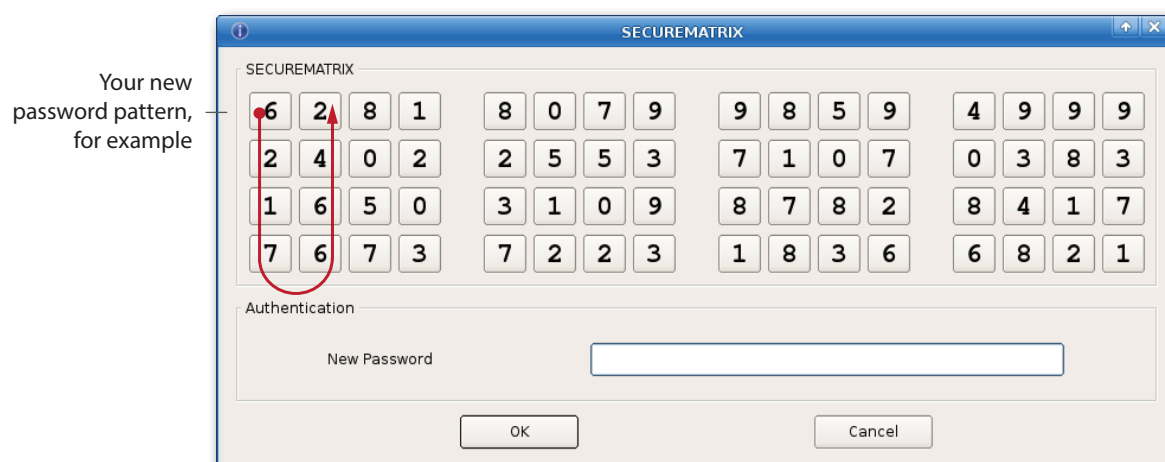 SECUREMATRIX
Your new
password pattern,
for example
SECUREMATRIX
6 2 8 1 8 0 7 9 9 8 5 9 4 9 9 9
2 4 0 2 2 5 5 3 7 1 0 7 0 3 8 3
1 6 5 0 3 1 0 9 8 7 8 2 8 4 1 7
7 6 7 3 7 2 2 3 1 8 3 6 6 8 2 1
Authentication
New Password
OK Cancel